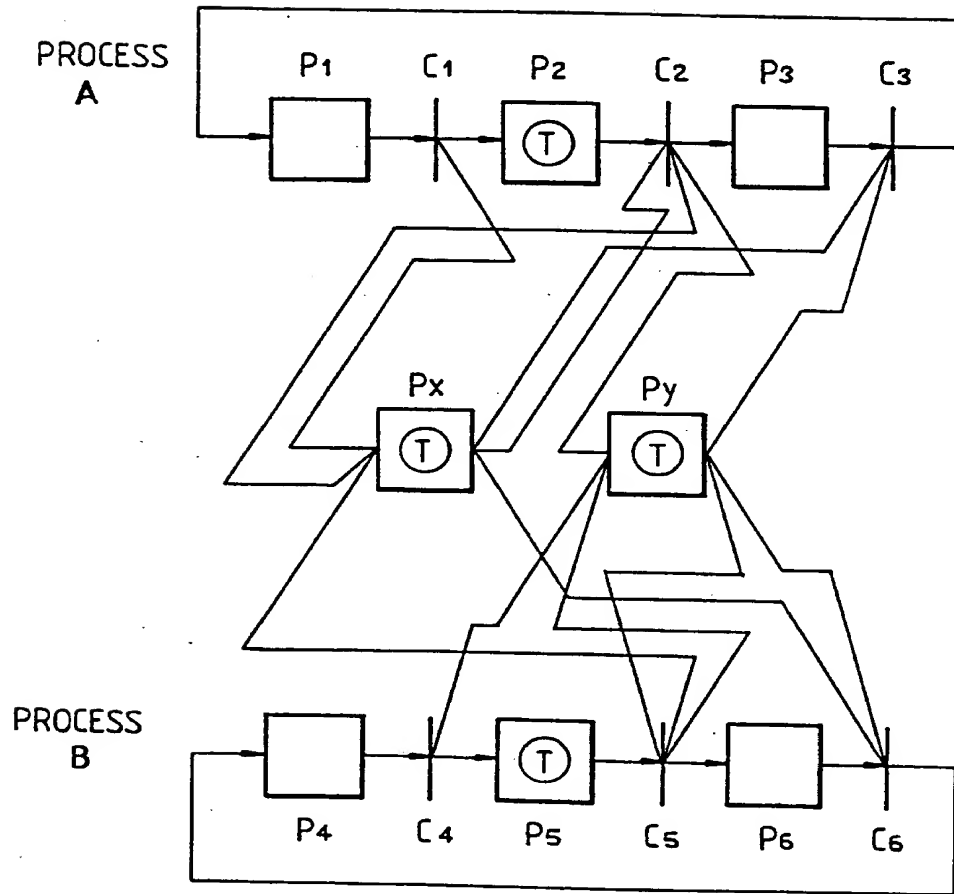 PROCESS
A
P1 C1 P2 C2 P3 C3
T
Px Py
T T
PROCESS
B
T
P4 C4 P5 C5 P6 C6